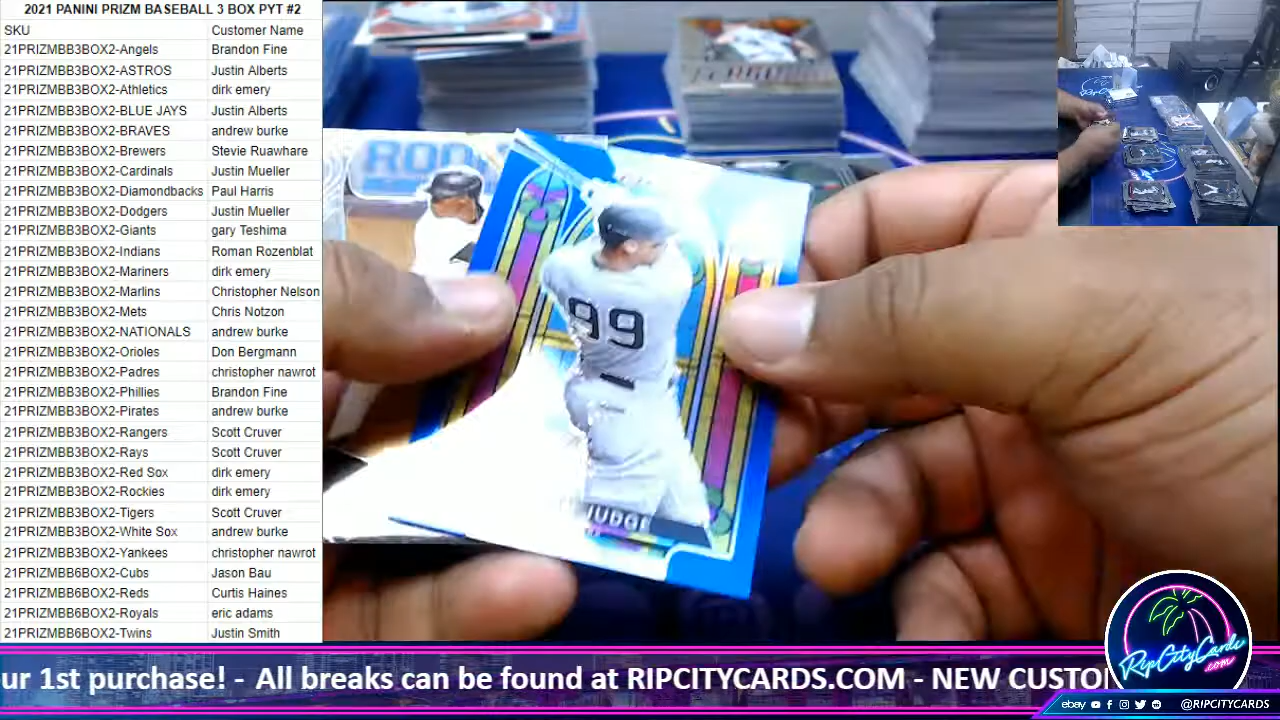 2021 PANINI PRIZM BASEBALL 3 BOX PYT #2
SKU Customer Name
21PRIZMBB3BOX2-Angels Brandon Fine
21PRIZMBB3BOX2-ASTROS Justin Alberts
21PRIZMBB3BOX2-Athletics dirk emery
21PRIZMBB3BOX2-BLUE JAYS Justin Alberts
21PRIZMBB3BOX2-BRAVES andrew burke
21PRIZMBB3BOX2-Brewers Stevie Ruawhare
21PRIZMBB3BOX2-Cardinals Justin Mueller
21PRIZMBB3BOX2-Diamondbacks Paul Harris
21PRIZMBB3BOX2-Dodgers Justin Mueller
21PRIZMBB3BOX2-Giants gary Teshima
21PRIZMBB3BOX2-Indians Roman Rozenblat
21PRIZMBB3BOX2-Mariners dirk emery
21PRIZMBB3BOX2-Marlins Christopher Nelson
21PRIZMBB3BOX2-Mets Chris Notzon
21PRIZMBB3BOX2-NATIONALS andrew burke
21PRIZMBB3BOX2-Orioles Don Bergmann
21PRIZMBB3BOX2-Padres christopher nawrot
21PRIZMBB3BOX2-Phillies Brandon Fine
21PRIZMBB3BOX2-Pirates andrew burke
21PRIZMBB3BOX2-Rangers Scott Cruver
21PRIZMBB3BOX2-Rays Scott Cruver
21PRIZMBB3BOX2-Red Sox dirk emery
21PRIZMBB3BOX2-Rockies dirk emery
21PRIZMBB3BOX2-Tigers Scott Cruver
21PRIZMBB3BOX2-White Sox andrew burke
21PRIZMBB3BOX2-Yankees christopher nawrot
21PRIZMBB6BOX2-Cubs Jason Bau
21PRIZMBB6BOX2-Reds Curtis Haines
21PRIZMBB6BOX2-Royals eric adams
21PRIZMBB6BOX2-Twins Justin Smith
99
JUDGE
ur 1st purchase! - All breaks can be found at RIPCITYCARDS.COM - NEW CUSTO
RipCityCards
.com
ebay @RIPCITYCARDS